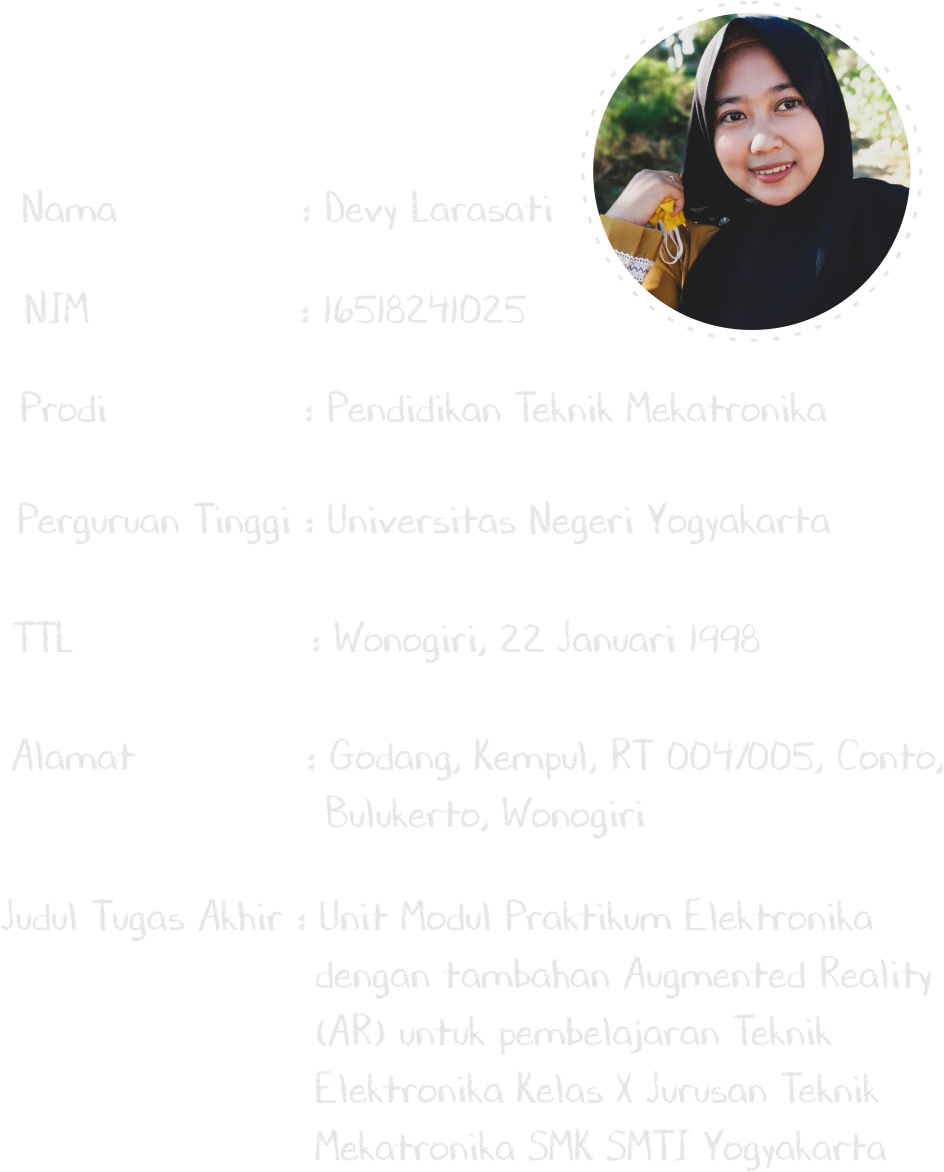 Nama : Devy Larasati
NIM : 16518241025
Prodi : Pendidikan Teknik Mekatronika
Perguruan Tinggi : Universitas Negeri Yogyakarta
TTL : Wonogiri, 22 Januari 1998
Alamat : Godang, Kempul, RT 004/005, Conto,
Bulukerto, Wonogiri
Judul Tugas Akhir : Unit Modul Praktikum Elektronika
dengan tambahan Augmented Reality
(AR) untuk pembelajaran Teknik
Elektronika Kelas X Jurusan Teknik
Mekatronika SMK SMTI Yogyakarta